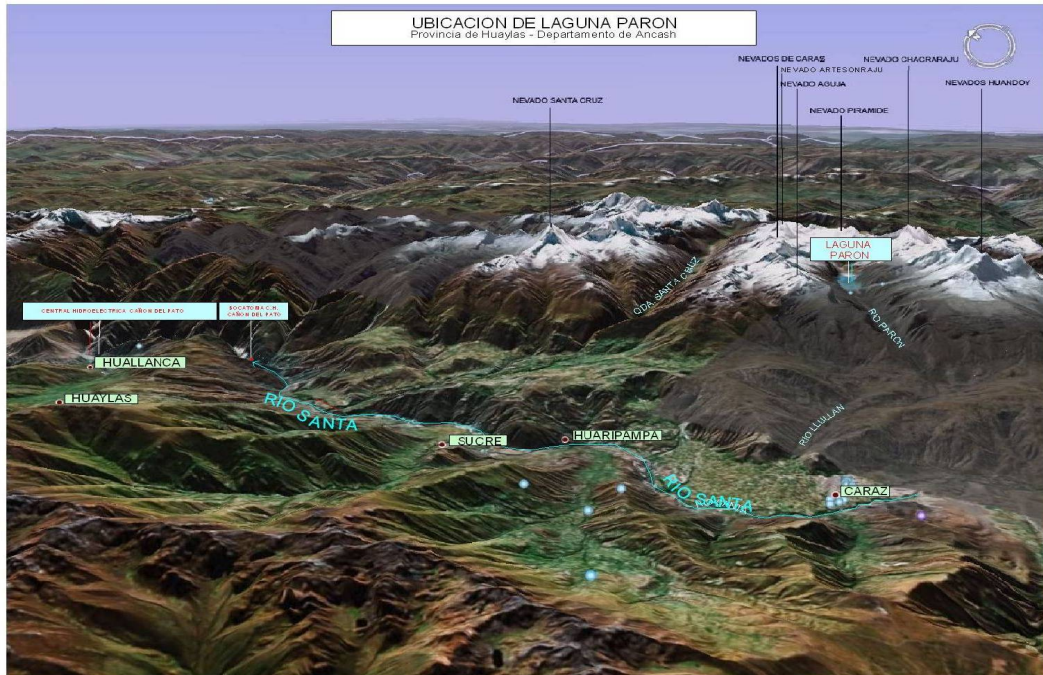 UBICACION DE LAGUNA PARON
Provincia de Huaylas - Departamento de Ancash
NEVADOS DE CARAS
NEVADO CHACRARAJU
NEVADO ARTESONRAJU
NEVADO AGUJA
NEVADOS HUANDOY
NEVADO SANTA CRUZ
NEVADO PIRAMIDE
LAGUNA
PARON
QDA. SANTA CRUZ
RIO PARON
CENTRAL HIDROELECTRICA CAÑON DEL PATO
BOCATOMA C.H.
CAÑON DEL PATO
HUALLANCA
HUAYLAS
RIO SANTA
SUCRE
HUARIPAMPA
RIO LLULLAN
RIO SANTA
CARAZ